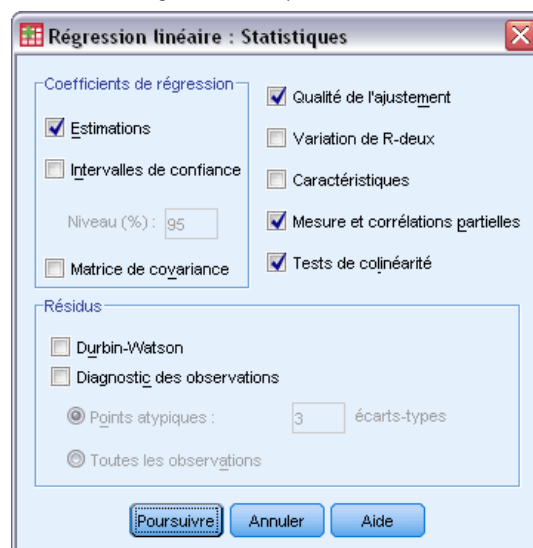 Régression linéaire : Statistiques
Coefficients de régression
Estimations
Intervalles de confiance
Niveau (%) : 95
Matrice de covariance
Qualité de l'ajustement
Variation de R-deux
Caractéristiques
Mesure et corrélations partielles
Tests de colinéarité
Résidus
Durbin-Watson
Diagnostic des observations
Points atypiques : 3 écarts-types
Toutes les observations
Poursuivre Annuler Aide